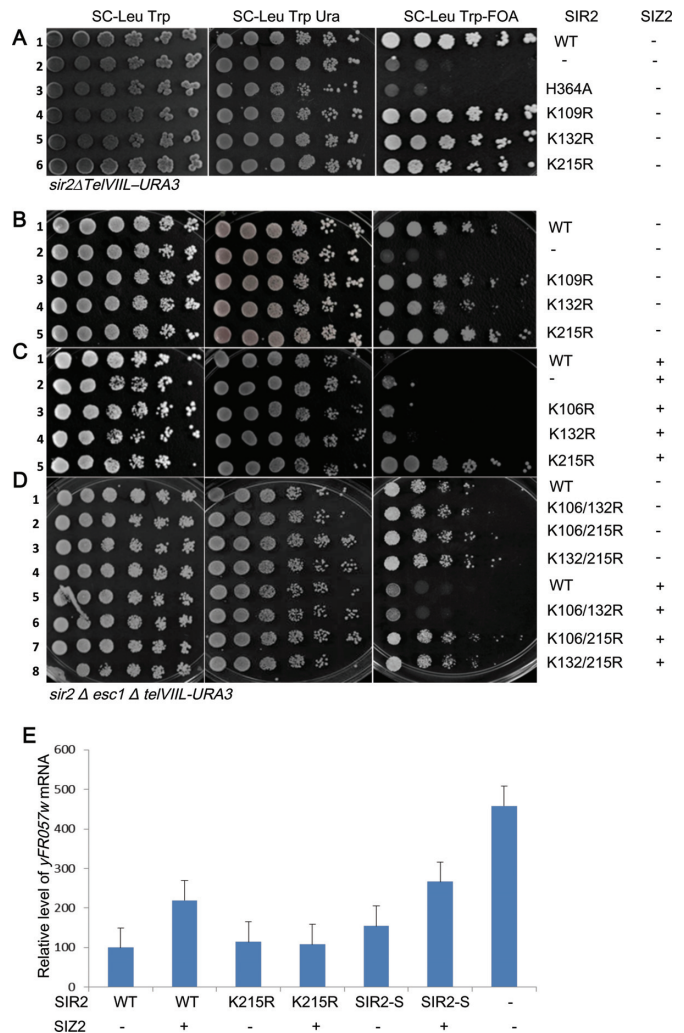 SC-Leu Trp SC-Leu Trp Ura SC-Leu Trp-FOA SIR2 SIZ2
A
1 WT -
2 - -
3 H364A -
4 K109R -
5 K132R -
6 K215R -
sir2ΔTelVIIL–URA3
B
1 WT -
2 - -
3 K109R -
4 K132R -
5 K215R -
C
1 WT +
2 - +
3 K106R +
4 K132R +
5 K215R +
D
1 WT -
2 K106/132R -
3 K106/215R -
4 K132/215R -
5 WT +
6 K106/132R +
7 K106/215R +
8 K132/215R +
sir2 Δ esc1 Δ telVIIL-URA3
E
Relative level of yFR057w mRNA
600
500
400
300
200
100
0
SIR2 WT WT K215R K215R SIR2-S SIR2-S -
SIZ2 - + - + - + -